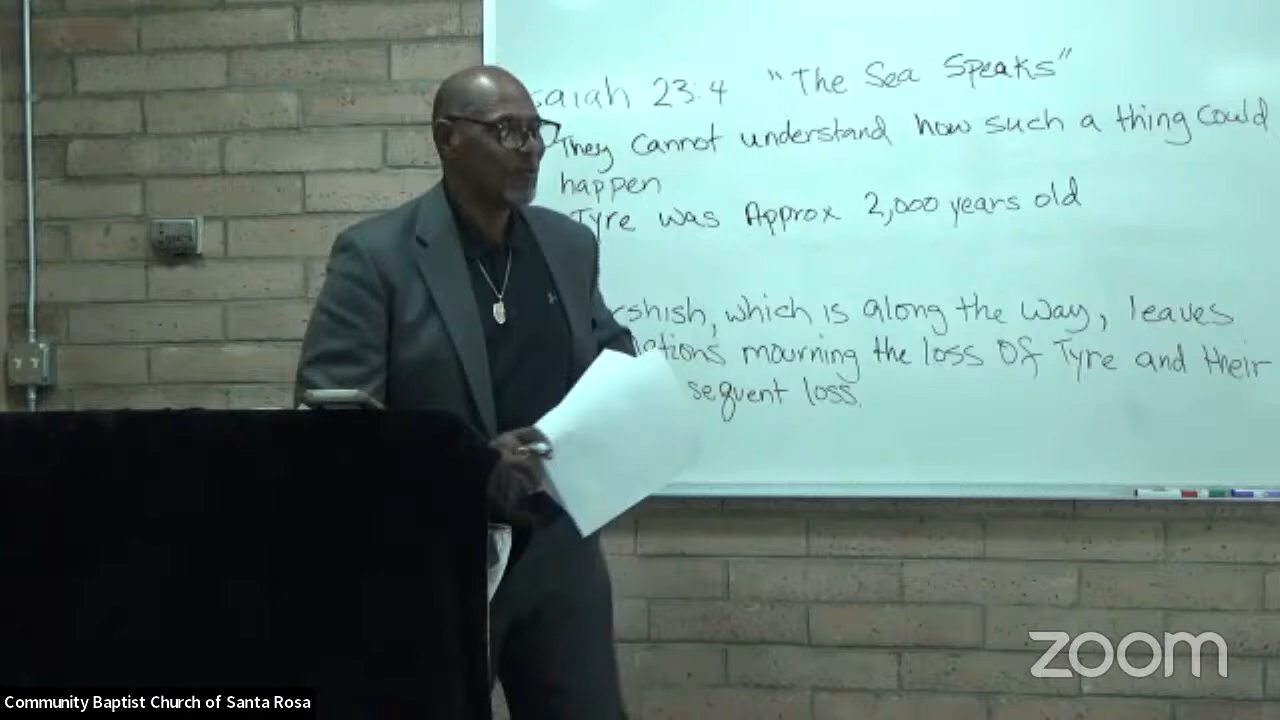 saiah 23:4 "The Sea Speaks"
They Cannot understand how such a thing Could
happen
Tyre was Approx 2,000 years old
rshish, which is along the way, leaves
ations mourning the loss Of Tyre and their
sequent loss.
zoom
Community Baptist Church of Santa Rosa